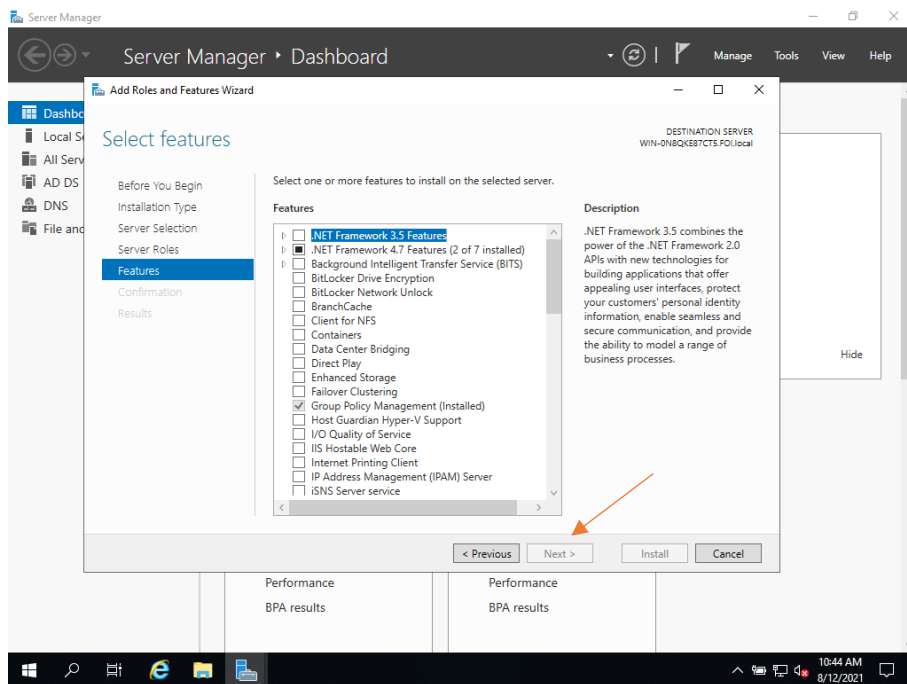 Server Manager
Server Manager ‣ Dashboard
Manage Tools View Help
Add Roles and Features Wizard
Dashbo
Local Se
All Serv
AD DS
DNS
File and
Select features
DESTINATION SERVER
WIN-0N8QKE87CT5.FOI.local
Before You Begin
Installation Type
Server Selection
Server Roles
Features
Confirmation
Results
Select one or more features to install on the selected server.
Features
.NET Framework 3.5 Features
.NET Framework 4.7 Features (2 of 7 installed)
Background Intelligent Transfer Service (BITS)
BitLocker Drive Encryption
BitLocker Network Unlock
BranchCache
Client for NFS
Containers
Data Center Bridging
Direct Play
Enhanced Storage
Failover Clustering
Group Policy Management (Installed)
Host Guardian Hyper-V Support
I/O Quality of Service
IIS Hostable Web Core
Internet Printing Client
IP Address Management (IPAM) Server
iSNS Server service
Description
.NET Framework 3.5 combines the
power of the .NET Framework 2.0
APIs with new technologies for
building applications that offer
appealing user interfaces, protect
your customers' personal identity
information, enable seamless and
secure communication, and provide
the ability to model a range of
business processes.
Hide
< Previous
Next >
Install
Cancel
Performance
BPA results
Performance
BPA results
10:44 AM
8/12/2021